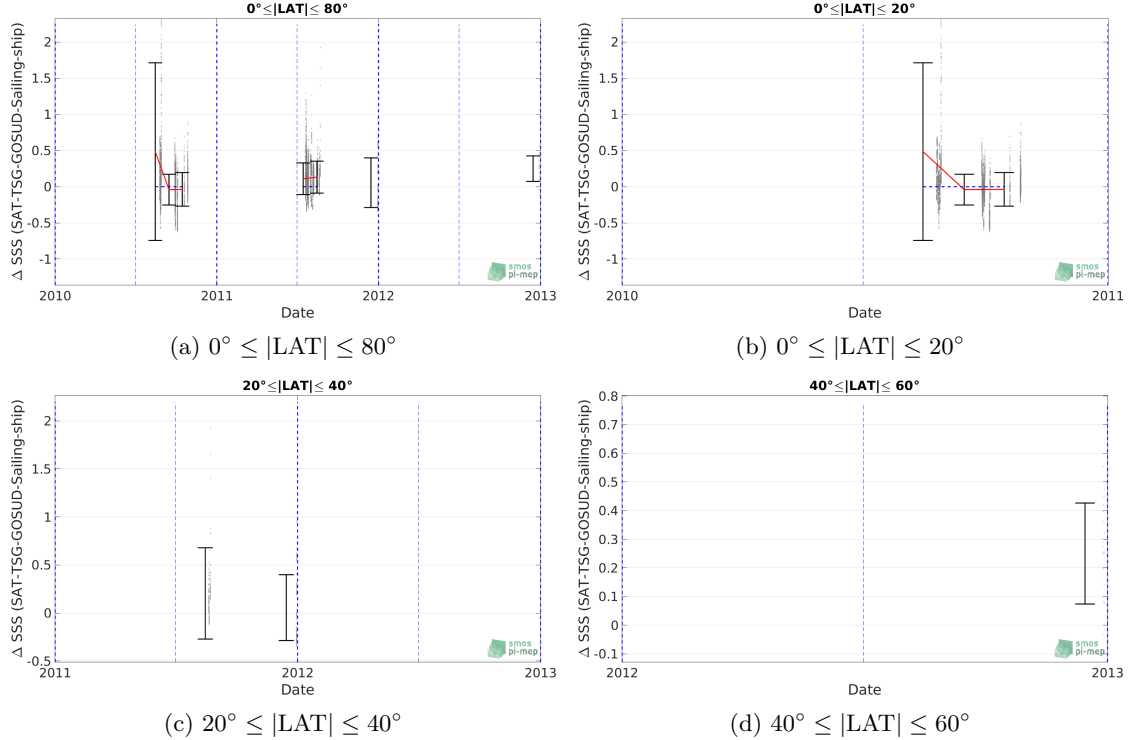 0°≤|LAT|≤ 80°
Δ SSS (SAT-TSG-GOSUD-Sailing-ship)
2
1.5
1
0.5
0
-0.5
-1
2010 2011 2012 2013
Date
smos
pi-mep
(a) 0° ≤ |LAT| ≤ 80°
0°≤|LAT|≤ 20°
Δ SSS (SAT-TSG-GOSUD-Sailing-ship)
2
1.5
1
0.5
0
-0.5
-1
2010 2011
Date
smos
pi-mep
(b) 0° ≤ |LAT| ≤ 20°
20°≤|LAT|≤ 40°
Δ SSS (SAT-TSG-GOSUD-Sailing-ship)
2
1.5
1
0.5
0
-0.5
2011 2012 2013
Date
smos
pi-mep
(c) 20° ≤ |LAT| ≤ 40°
40°≤|LAT|≤ 60°
Δ SSS (SAT-TSG-GOSUD-Sailing-ship)
0.8
0.7
0.6
0.5
0.4
0.3
0.2
0.1
0
-0.1
2012 2013
Date
smos
pi-mep
(d) 40° ≤ |LAT| ≤ 60°